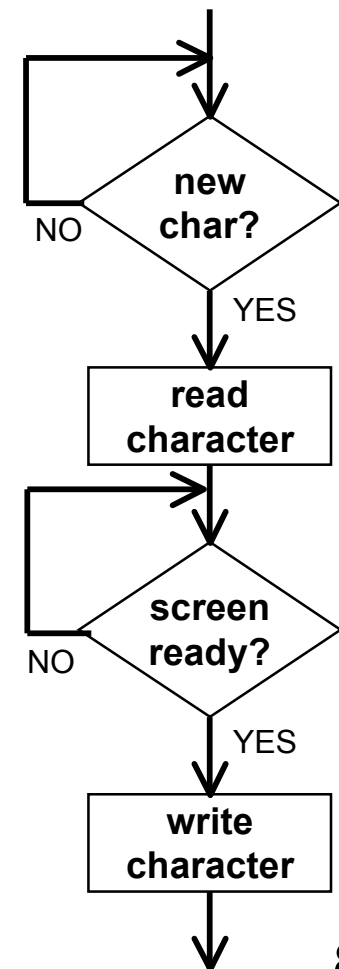 new
char?
NO
YES
read
character
screen
ready?
NO
YES
write
character